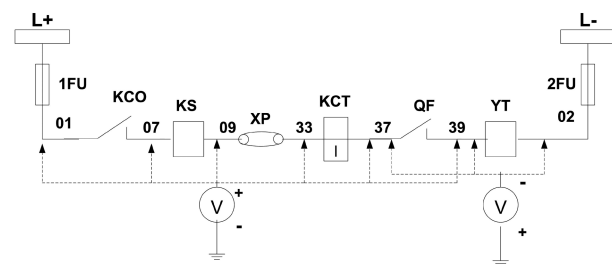 L+ L-
1FU 2FU
KCO KS XP KCT QF YT
01 07 09 33 37 39 02
I
+ -
V V
- +